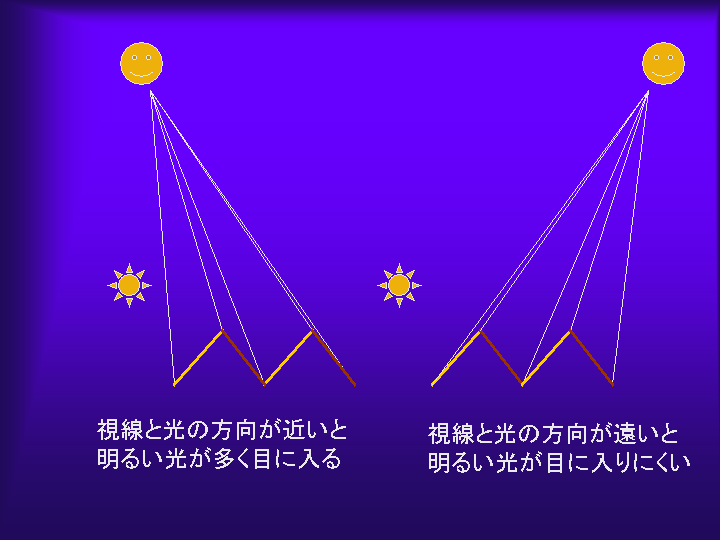 視線と光の方向が近いと
明るい光が多く目に入る
視線と光の方向が遠いと
明るい光が目に入りにくい